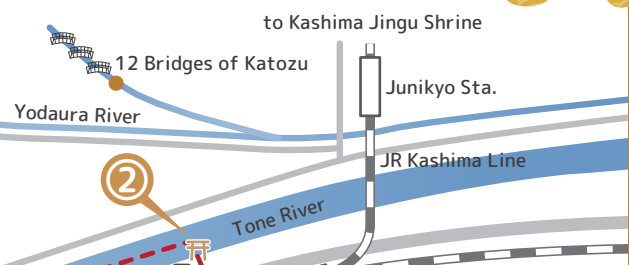 to Kashima Jingu Shrine
12 Bridges of Katozu
Junikyo Sta.
Yodaura River
JR Kashima Line
2
Tone River